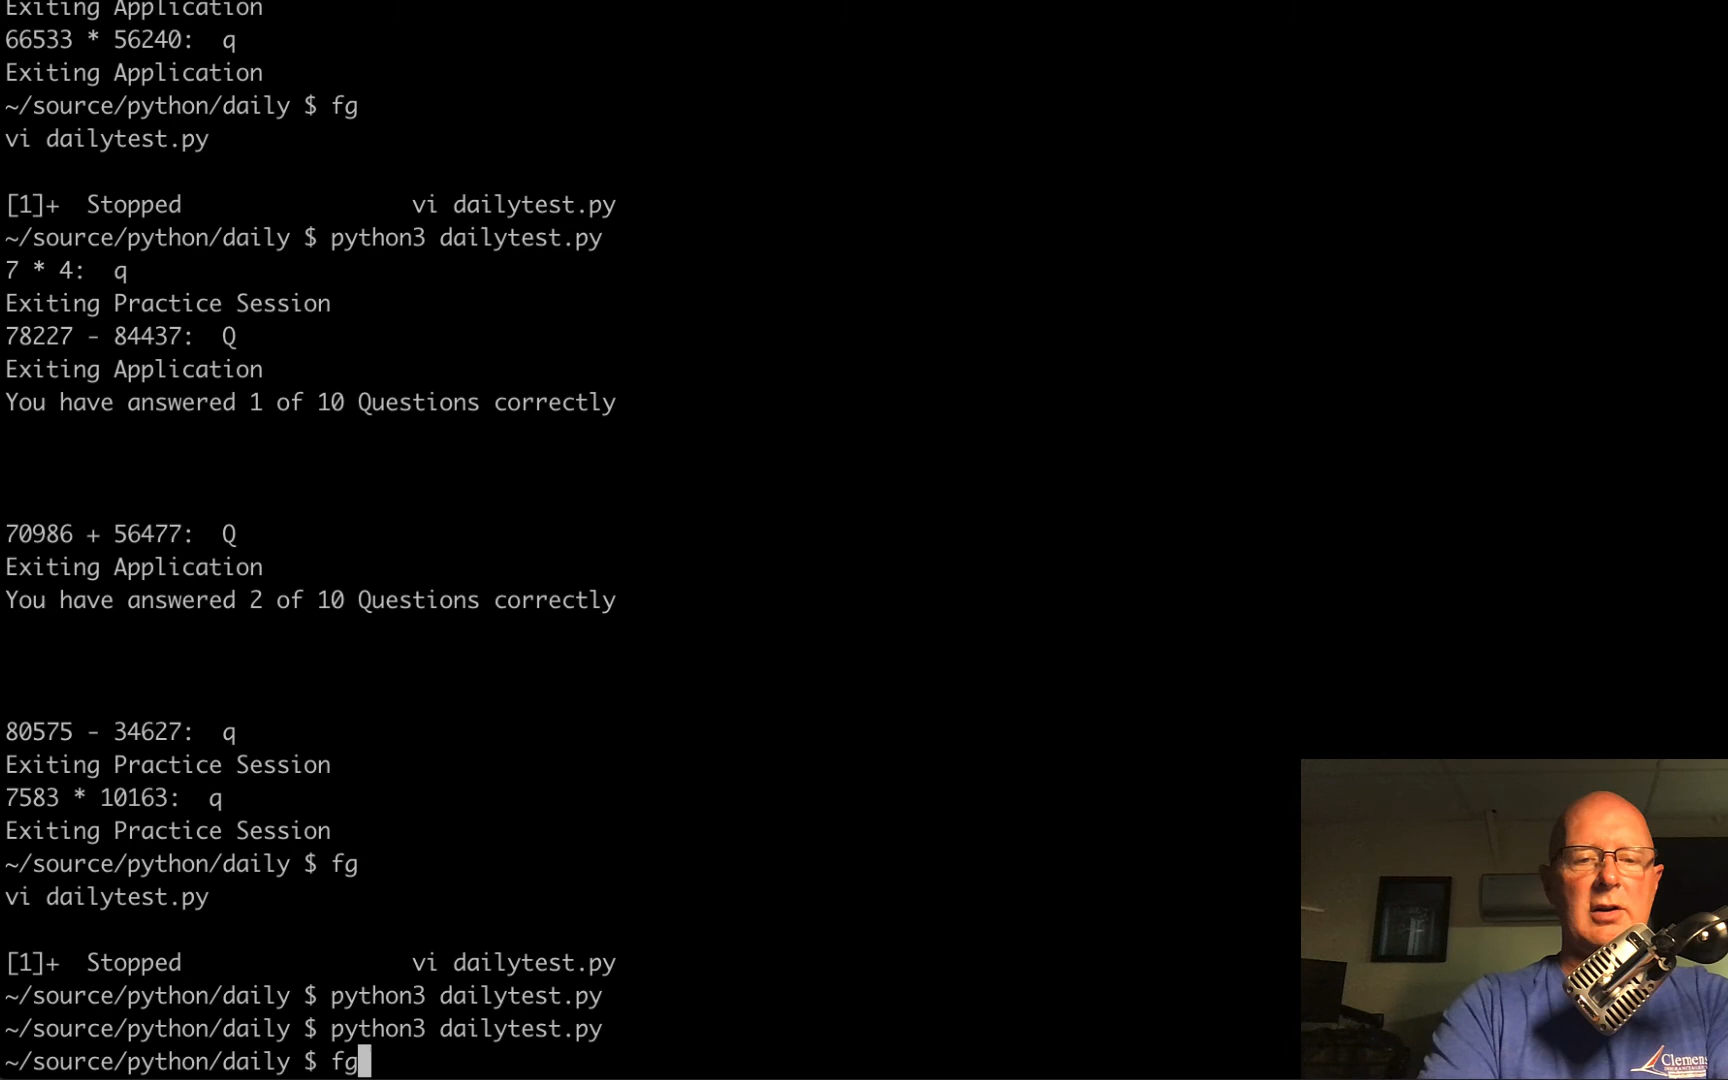 Exiting Application
66533 * 56240:  q
Exiting Application
~/source/python/daily $ fg
vi dailytest.py
[1]+  Stopped                 vi dailytest.py
~/source/python/daily $ python3 dailytest.py
7 * 4:  q
Exiting Practice Session
78227 - 84437:  Q
Exiting Application
You have answered 1 of 10 Questions correctly
70986 + 56477:  Q
Exiting Application
You have answered 2 of 10 Questions correctly
80575 - 34627:  q
Exiting Practice Session
7583 * 10163:  q
Exiting Practice Session
~/source/python/daily $ fg
vi dailytest.py
[1]+  Stopped                 vi dailytest.py
~/source/python/daily $ python3 dailytest.py
~/source/python/daily $ python3 dailytest.py
~/source/python/daily $ fg
Clemens